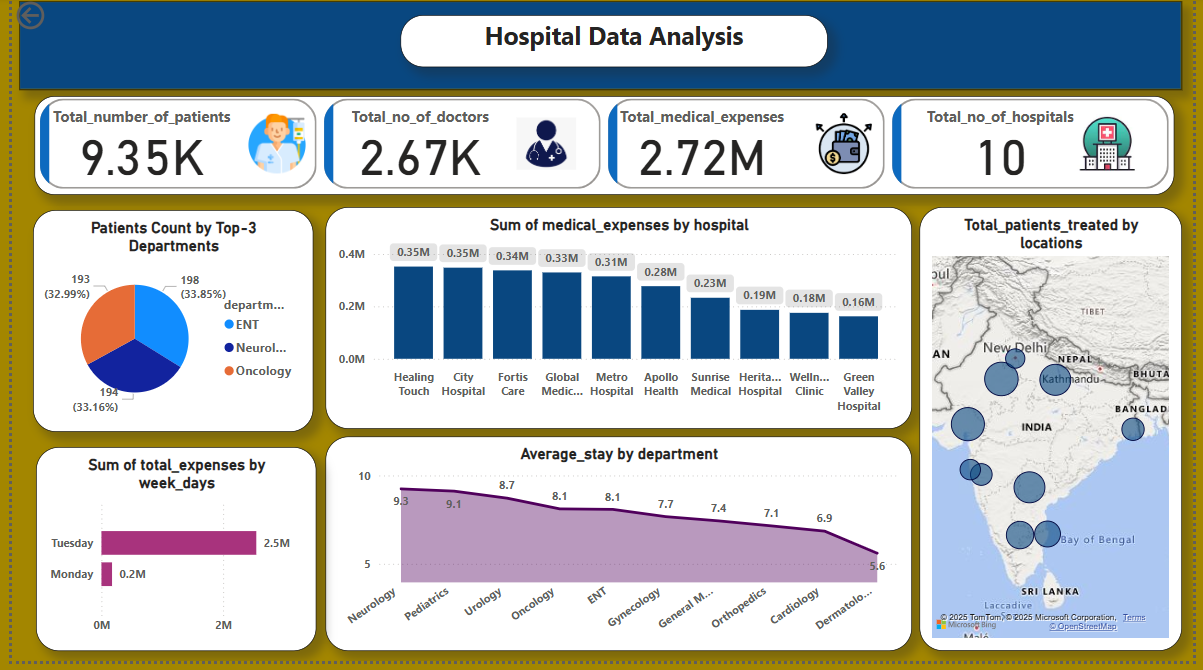 Hospital Data Analysis
Total_number_of_patients
9.35K
Total_no_of_doctors
2.67K
Total_medical_expenses
2.72M
Total_no_of_hospitals
10
Patients Count by Top-3
Departments
193
(32.99%)
198
(33.85%)
194
(33.16%)
departm...
ENT
Neurol...
Oncology
Sum of medical_expenses by hospital
0.4M
0.2M
0.0M
0.35M
0.35M
0.34M
0.33M
0.31M
0.28M
0.23M
0.19M
0.18M
0.16M
Healing
Touch
City
Hospital
Fortis
Care
Global
Medic...
Metro
Hospital
Apollo
Health
Sunrise
Medical
Herita...
Hospital
Welln...
Clinic
Green
Valley
Hospital
Total_patients_treated by
locations
bul
TIBET
New Delhi
AN
NEPAL
Kathmandu
BHUTA
BANGLAD
INDIA
Bay of Bengal
SRI LANKA
Laccadive
© 2025 TomTom, © 2025 Microsoft Corporation, Terms
Microsoft Bing
© OpenStreetMap
Malé
Sum of total_expenses by
week_days
Tuesday
2.5M
Monday
0.2M
0M
2M
Average_stay by department
10
5
9.3
9.1
8.7
8.1
8.1
7.7
7.4
7.1
6.9
5.6
Neurology
Pediatrics
Urology
Oncology
ENT
Gynecology
General M...
Orthopedics
Cardiology
Dermatolo...